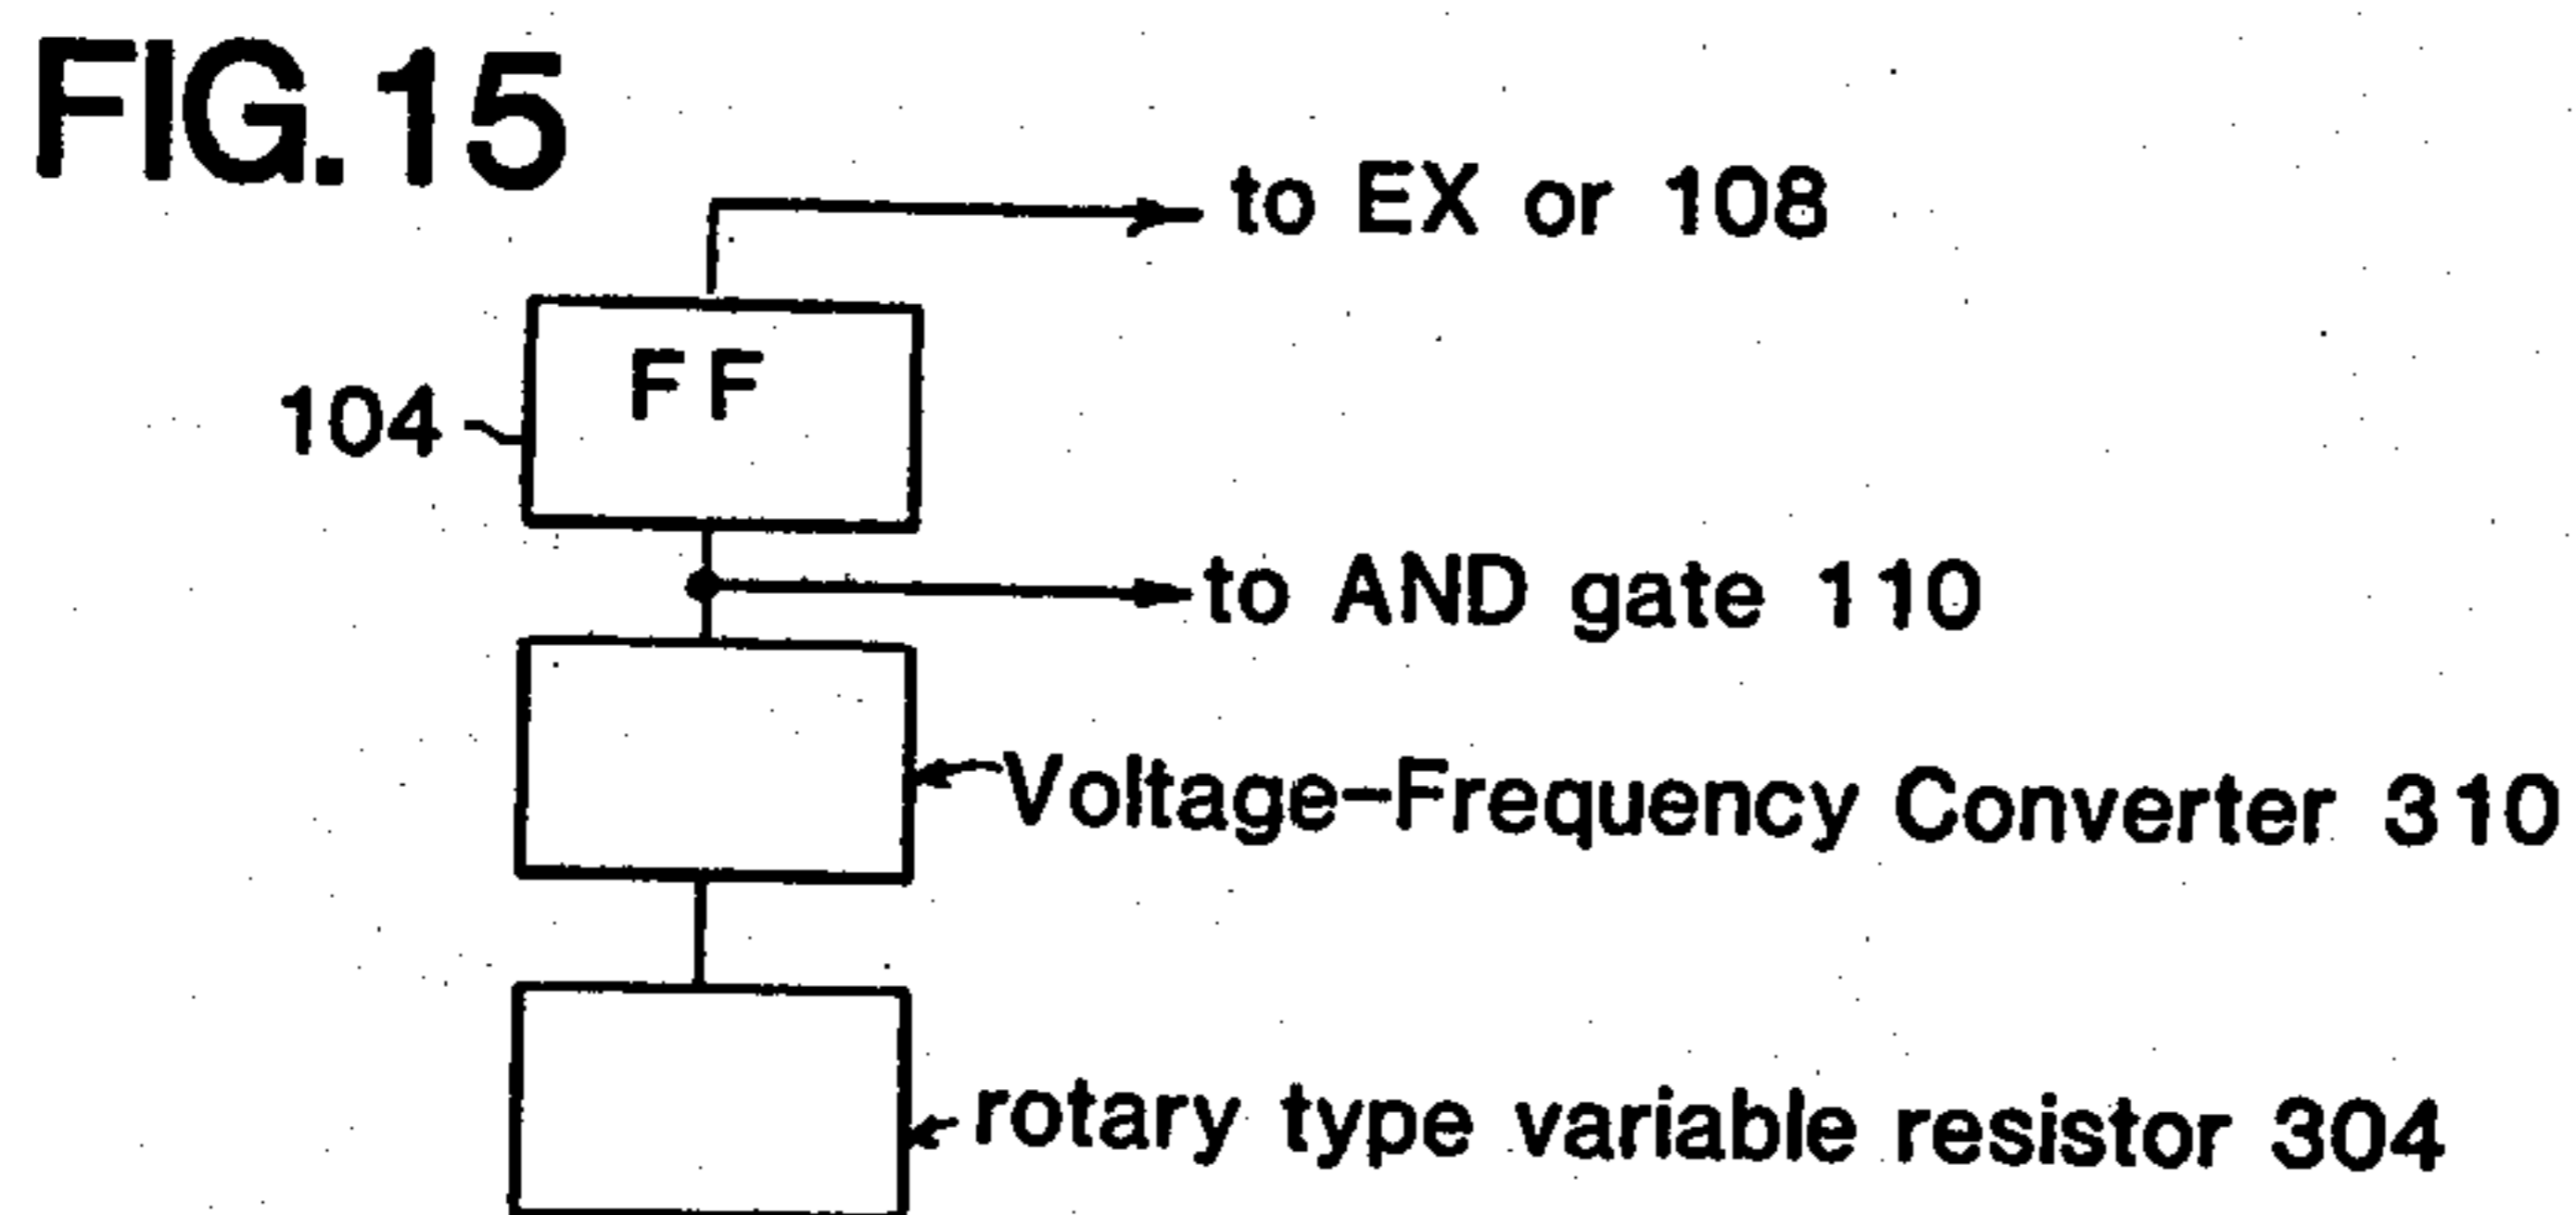 FIG. 15
to EX or 108
FF
104
to AND gate 110
Voltage-Frequency Converter 310
rotary type variable resistor 304